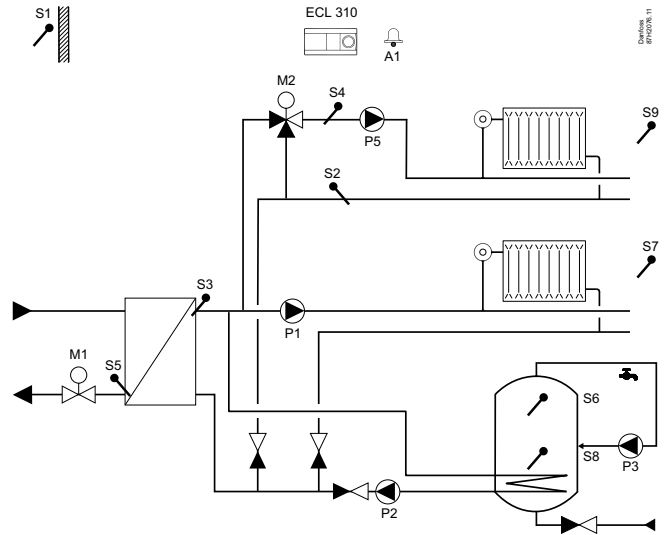 S1
ECL 310
A1
Danfoss
87H2076.11
M2
S4
P5
S9
S2
S7
S3
P1
M1
S5
S6
S8
P3
P2